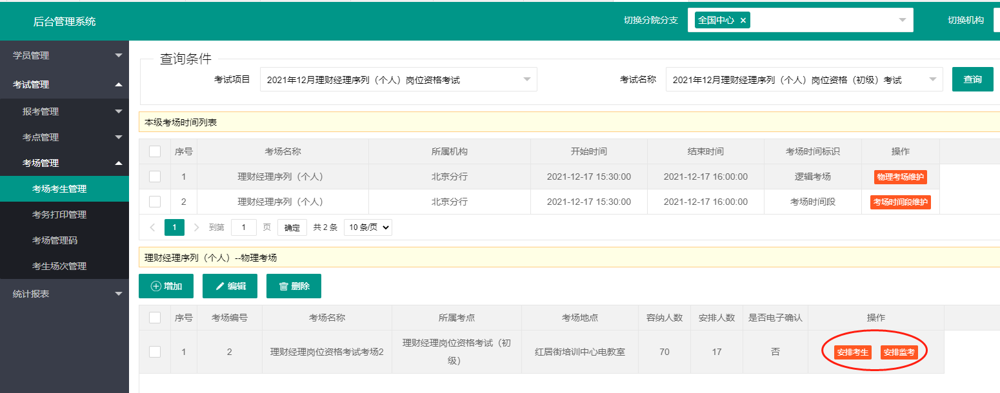 后台管理系统
切换分院分支
全国中心 ×
切换机构
学员管理
考试管理
报考管理
考点管理
考场管理
考场考生管理
考务打印管理
考场管理码
考生场次管理
统计报表
查询条件
考试项目 2021年12月理财经理序列（个人）岗位资格考试 考试名称 2021年12月理财经理序列（个人）岗位资格（初级）考试 查询
本级考场时间列表
序号 考场名称 所属机构 开始时间 结束时间 考场时间标识 操作
1 理财经理序列（个人） 北京分行 2021-12-17 15:30:00 2021-12-17 16:00:00 逻辑考场 物理考场维护
2 理财经理序列（个人） 北京分行 2021-12-17 15:30:00 2021-12-17 16:00:00 考场时间段 考场时间段维护
1 到第 1 页 确定 共 2 条 10 条/页
理财经理序列（个人）--物理考场
增加 编辑 删除
序号 考场编号 考场名称 所属考点 考场地点 容纳人数 安排人数 是否电子确认 操作
1 2 理财经理岗位资格考试考场2 理财经理岗位资格考试（初 红居街培训中心电教室 70 17 否 安排考生 安排监考
级）